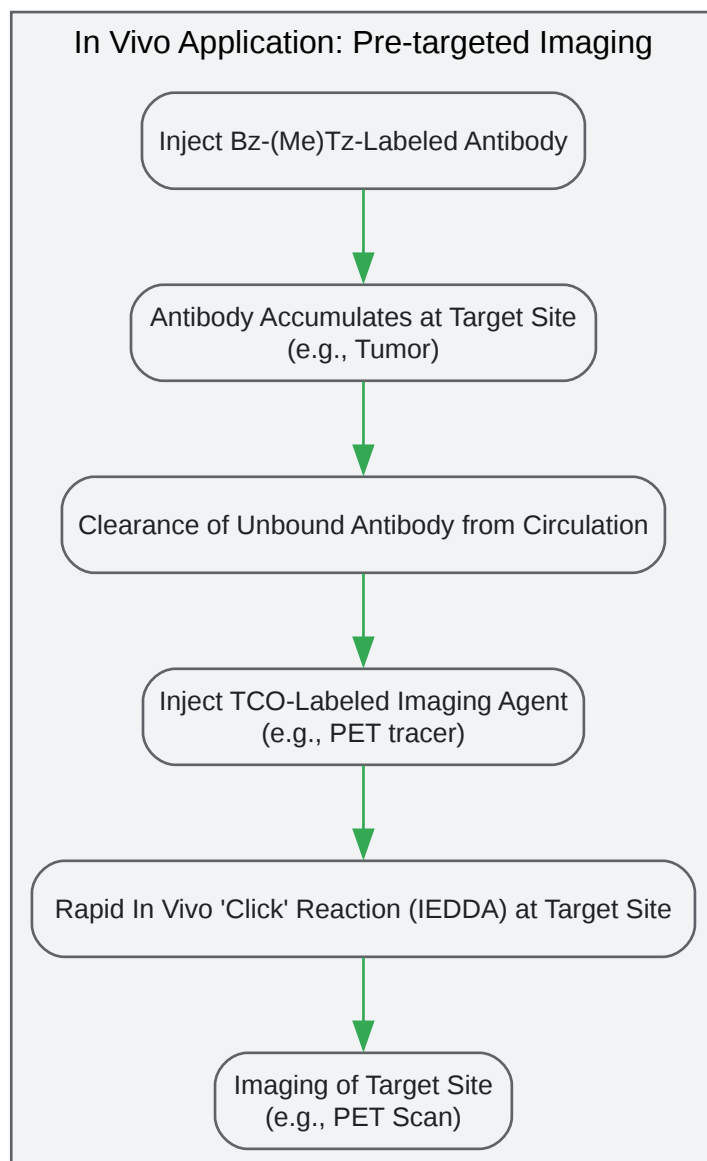 In Vivo Application: Pre-targeted Imaging
Inject Bz-(Me)Tz-Labeled Antibody
Antibody Accumulates at Target Site
(e.g., Tumor)
Clearance of Unbound Antibody from Circulation
Inject TCO-Labeled Imaging Agent
(e.g., PET tracer)
Rapid In Vivo 'Click' Reaction (IEDDA) at Target Site
Imaging of Target Site
(e.g., PET Scan)